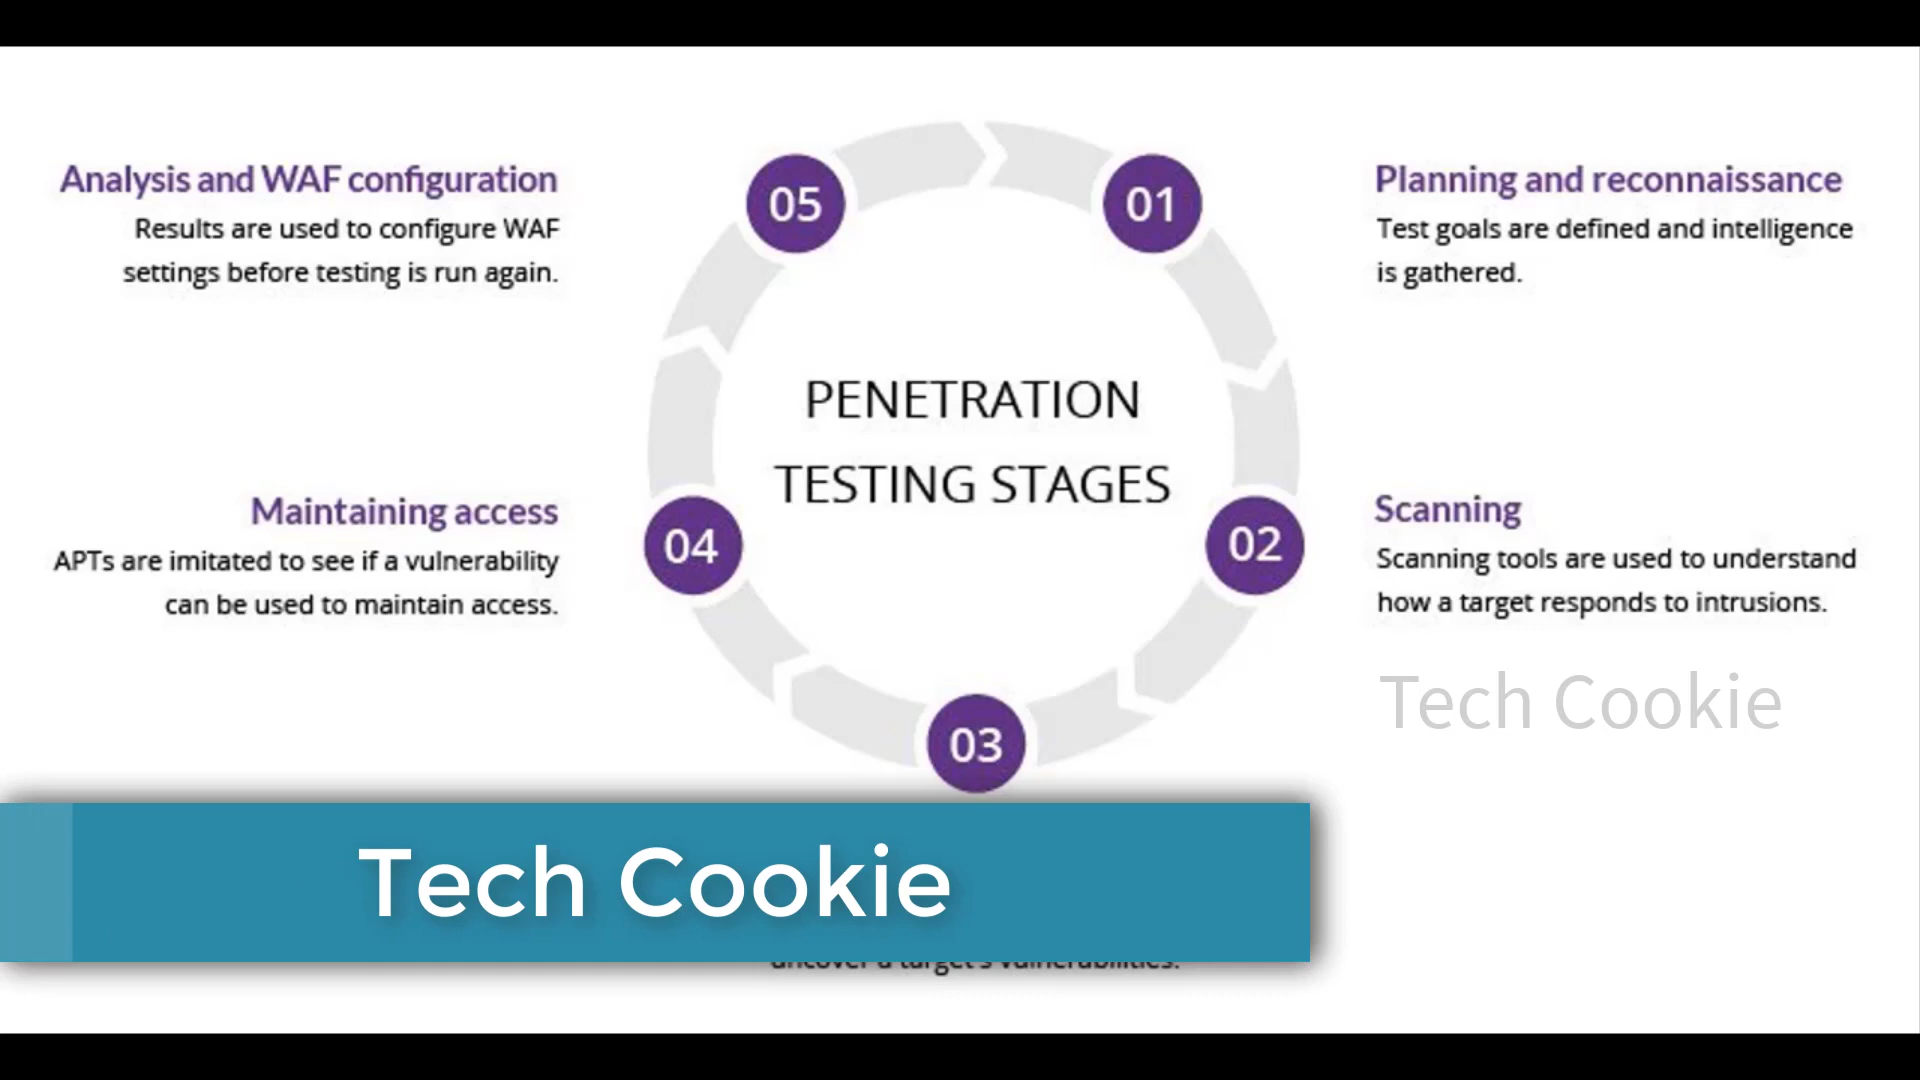 Analysis and WAF configuration
Results are used to configure WAF
settings before testing is run again.
05
01
Planning and reconnaissance
Test goals are defined and intelligence
is gathered.
PENETRATION
TESTING STAGES
Maintaining access
APTs are imitated to see if a vulnerability
can be used to maintain access.
04
02
Scanning
Scanning tools are used to understand
how a target responds to intrusions.
Tech Cookie
03
Tech Cookie
uncover a target's vulnerabilities.